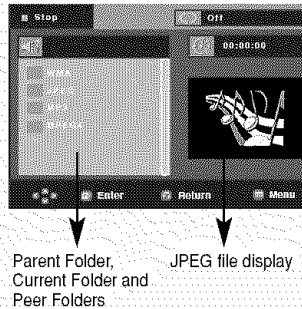 Stop
Off
00:00:00
WMA
JPEG
MP3
MPEG4
Enter Return Menu
Parent Folder,
Current Folder and
Peer Folders
JPEG file display